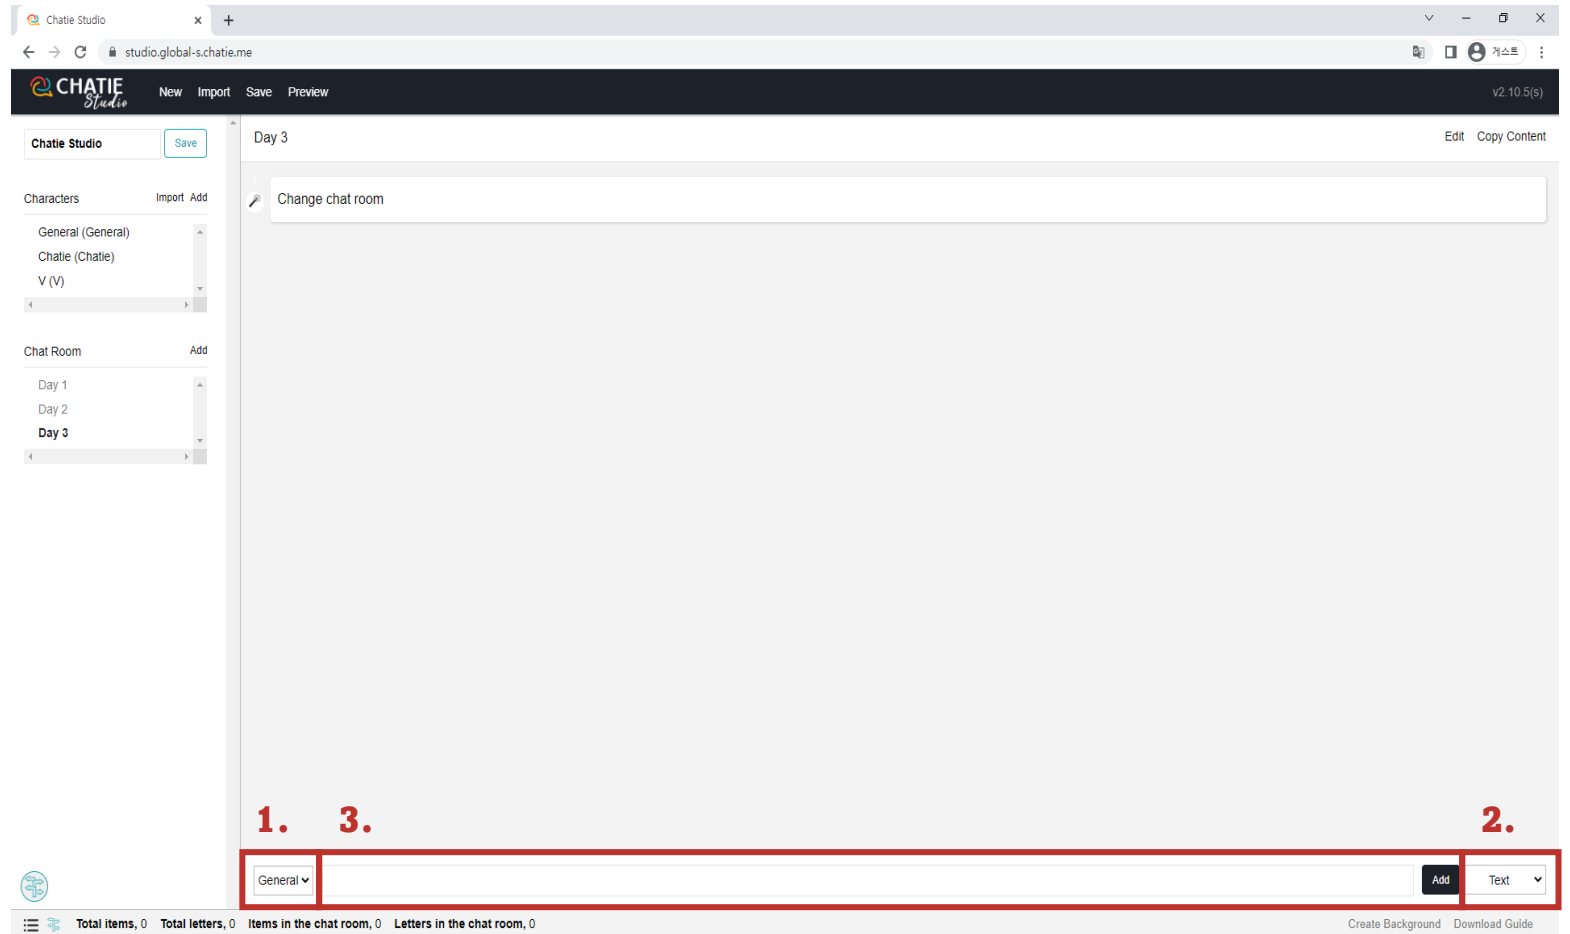 Chatie Studio
studio.global-s.chatie.me
게스트
CHATIE Studio New Import Save Preview v2.10.5(s)
Chatie Studio Save
Characters Import Add
General (General)
Chatie (Chatie)
V (V)
Chat Room Add
Day 1
Day 2
Day 3
Day 3 Edit Copy Content
Change chat room
1. 3. 2.
General Add Text
Total items, 0 Total letters, 0 Items in the chat room, 0 Letters in the chat room, 0 Create Background Download Guide